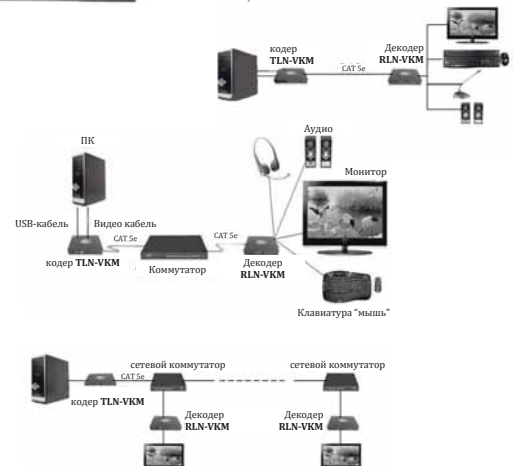 кодер
TLN-VKM
CAT 5e
Декодер
RLN-VKM
Аудио
ПК
Монитор
USB-кабель
Видео кабель
CAT 5e
CAT 5e
кодер TLN-VKM
Коммутатор
Декодер
RLN-VKM
Клавиатура “мышь”
сетевой коммутатор
сетевой коммутатор
CAT 5e
кодер TLN-VKM
Декодер
RLN-VKM
Декодер
RLN-VKM